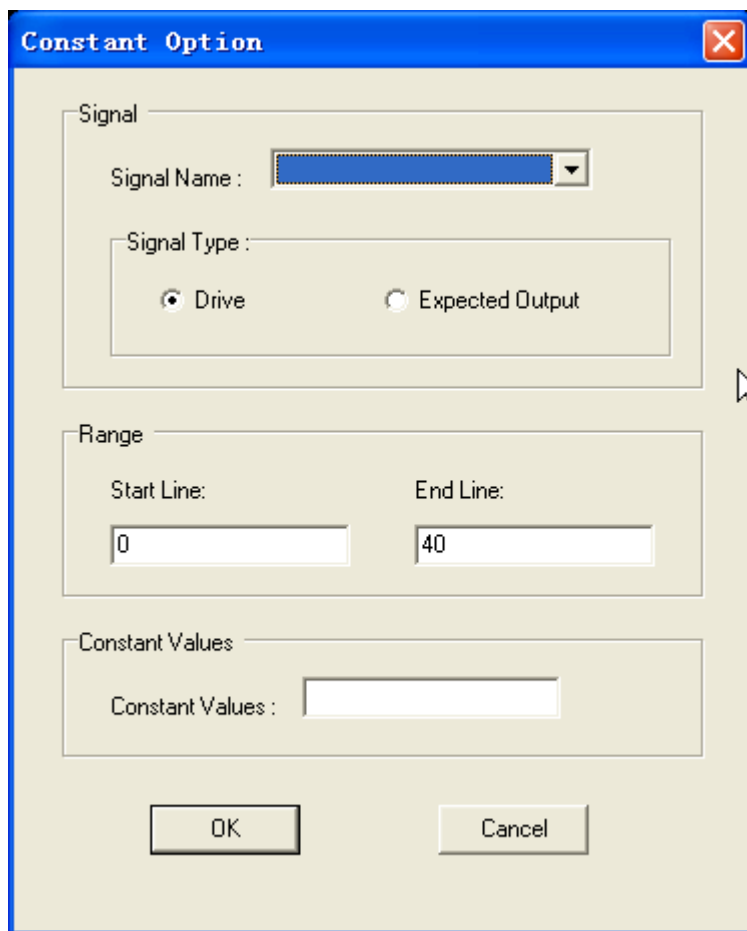 Constant Option
Signal
Signal Name :
Signal Type :
Drive
Expected Output
Range
Start Line:
End Line:
0
40
Constant Values
Constant Values :
OK
Cancel